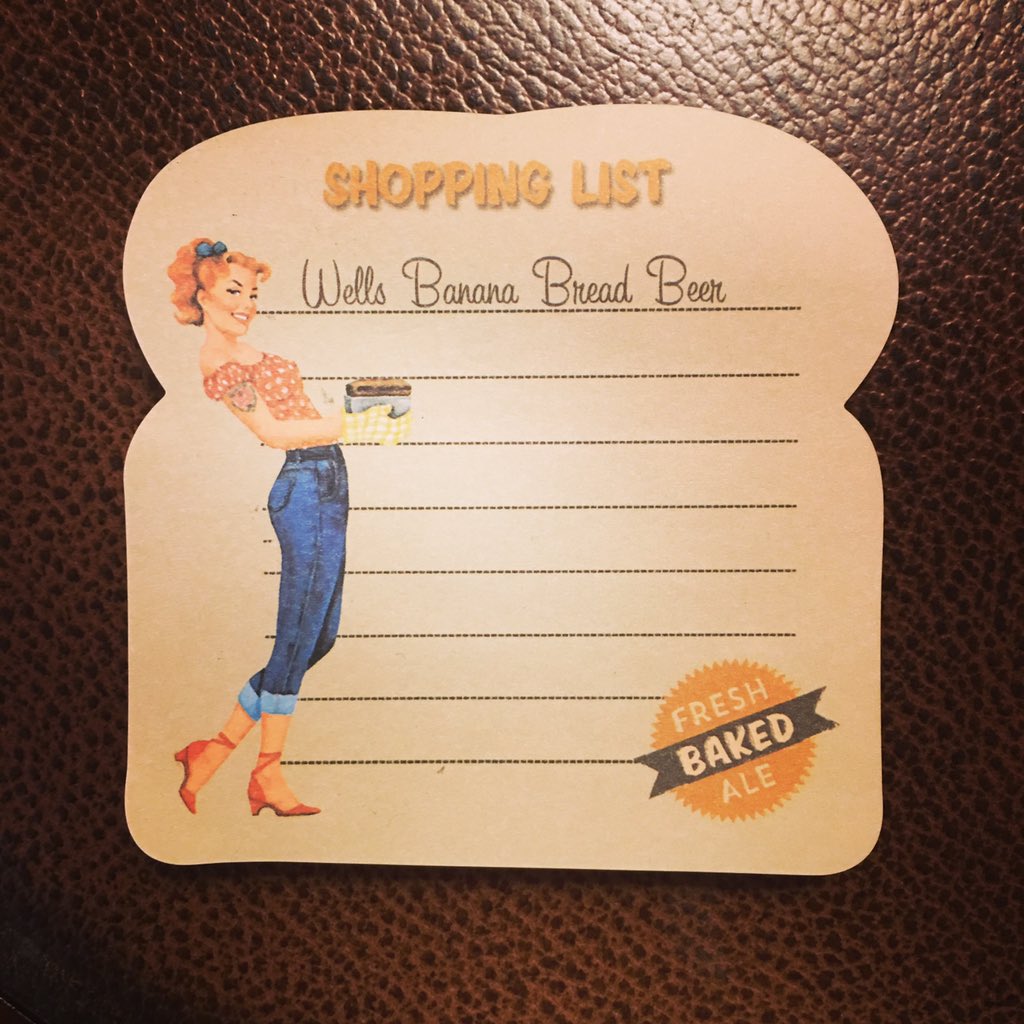 SHOPPING LIST
Wells Banana Bread Beer
FRESH
BAKED
ALE